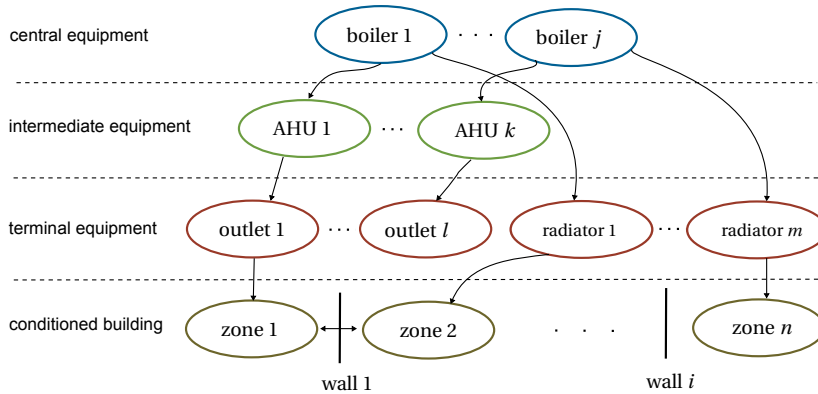 central equipment
boiler 1 · · · boiler j
intermediate equipment
AHU 1 · · · AHU k
terminal equipment
outlet 1 · · · outlet l radiator 1 · · · radiator m
conditioned building
zone 1 zone 2 · · · zone n
wall 1 wall i